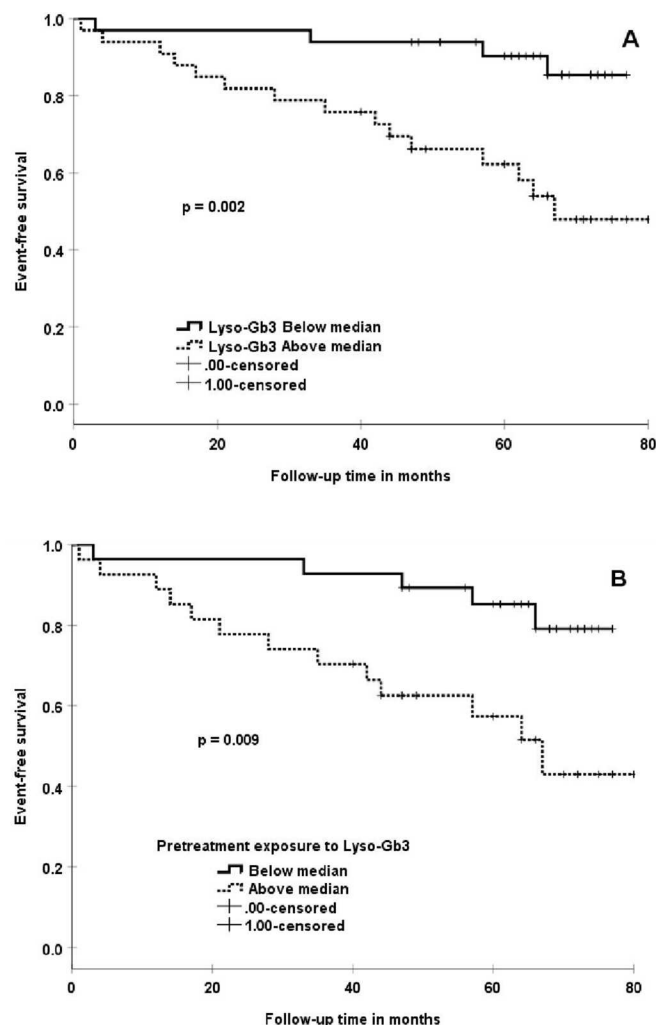 1.0
A
0.8
Event-free survival
0.6
p = 0.002
0.4
Lyso-Gb3 Below median
0.2
Lyso-Gb3 Above median
.00-censored
1.00-censored
0.0
0 20 40 60 80
Follow-up time in months
1.0
B
0.8
Event-free survival
0.6
p = 0.009
0.4
Pretreatment exposure to Lyso-Gb3
0.2
Below median
Above median
.00-censored
1.00-censored
0.0
0 20 40 60 80
Follow-up time in months